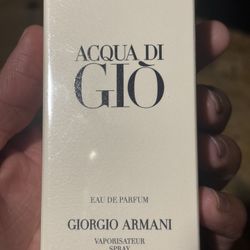 ACQUA DI
GIÒ
EAU DE PARFUM
GIORGIO ARMANI
VAPORISATEUR
SPRAY